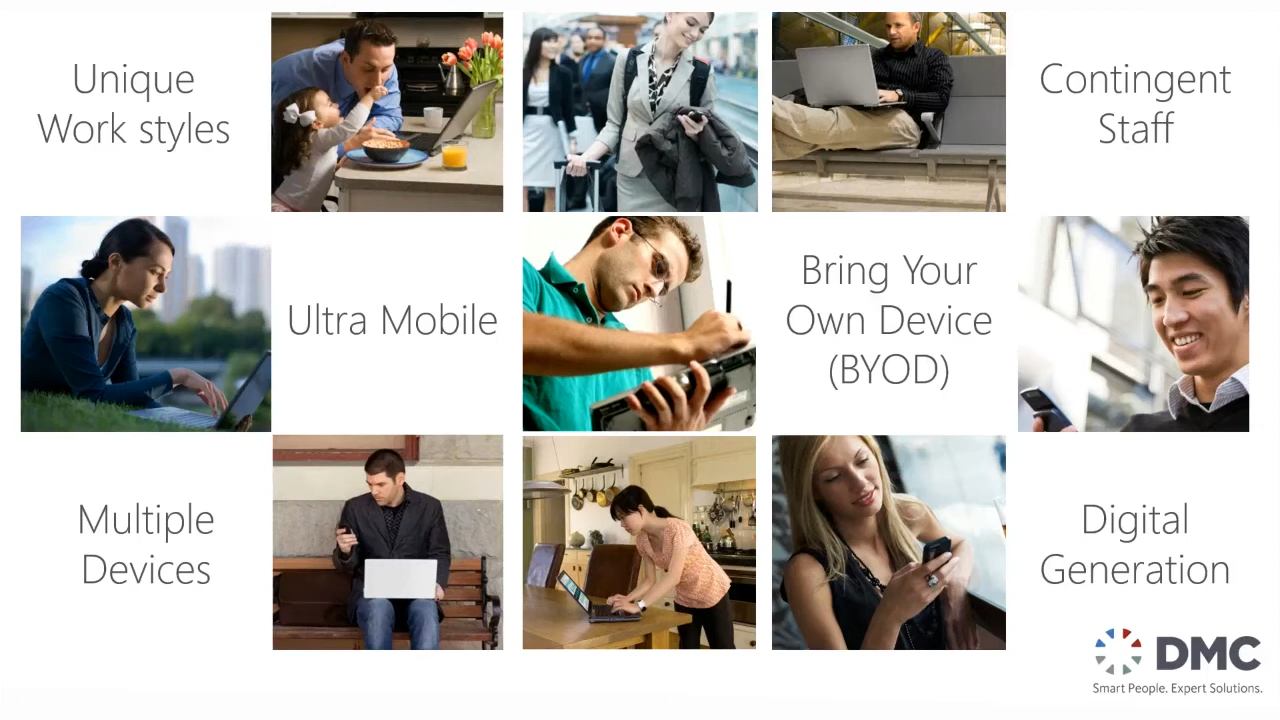 Unique
Work styles
Contingent
Staff
Ultra Mobile
Bring Your
Own Device
(BYOD)
Multiple
Devices
Digital
Generation
DMC
Smart People. Expert Solutions.